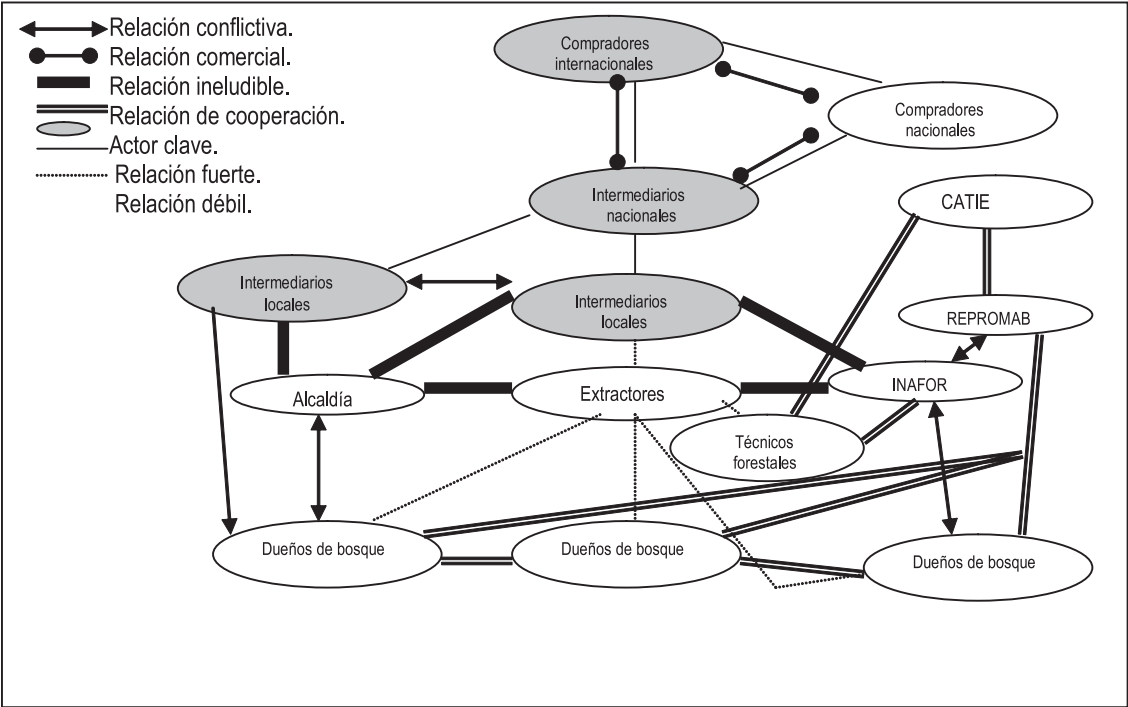 Relación conflictiva.
Relación comercial.
Relación ineludible.
Relación de cooperación.
Actor clave.
Relación fuerte.
Relación débil.
Compradores
internacionales
Compradores
nacionales
Intermediarios
nacionales
CATIE
Intermediarios
locales
Intermediarios
locales
REPROMAB
Alcaldía
Extractores
INAFOR
Técnicos
forestales
Dueños de bosque
Dueños de bosque
Dueños de bosque